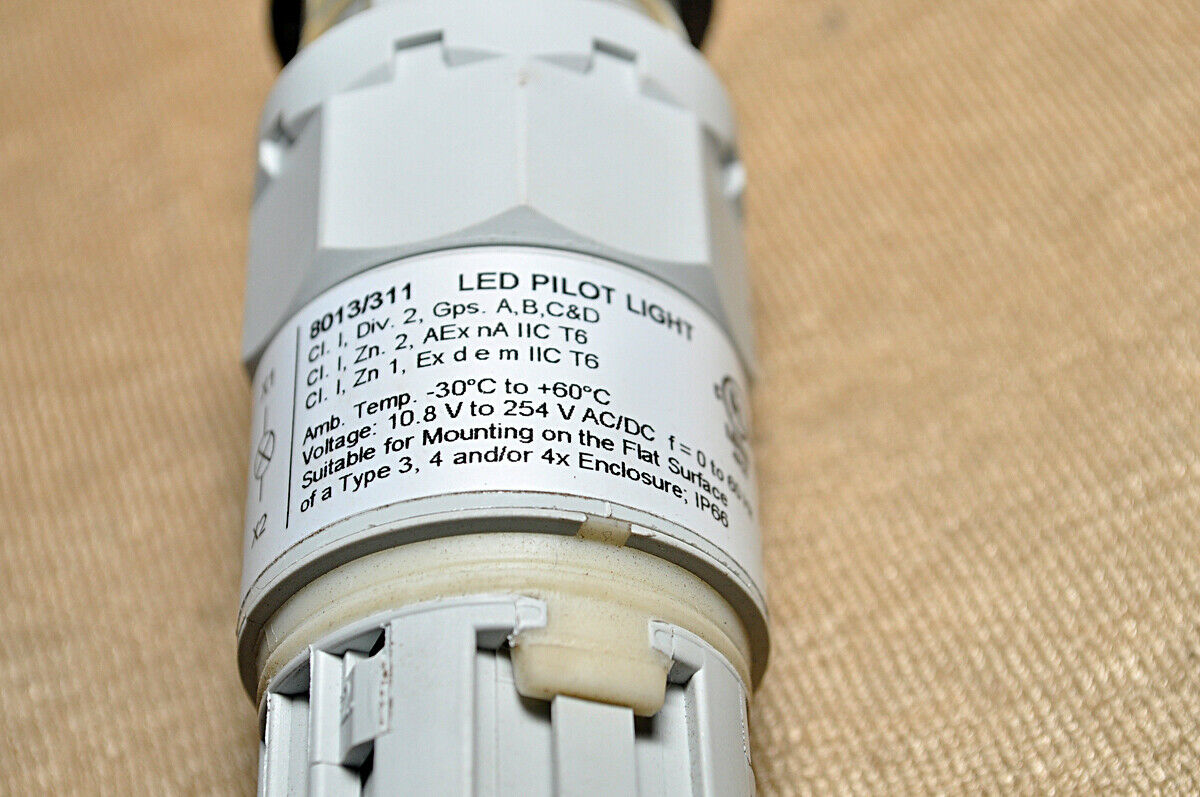 8013/311 LED PILOT LIGHT
Cl. I, Div. 2, Gps. A,B,C&D
Cl. I, Zn. 2, AEx nA IIC T6
Cl. I, Zn 1, Ex d e m IIC T6
Amb. Temp. -30°C to +60°C
Voltage: 10.8 V to 254 V AC/DC f = 0 to
Suitable for Mounting on the Flat Surface
of a Type 3, 4 and/or 4x Enclosure; IP66
X1
X2